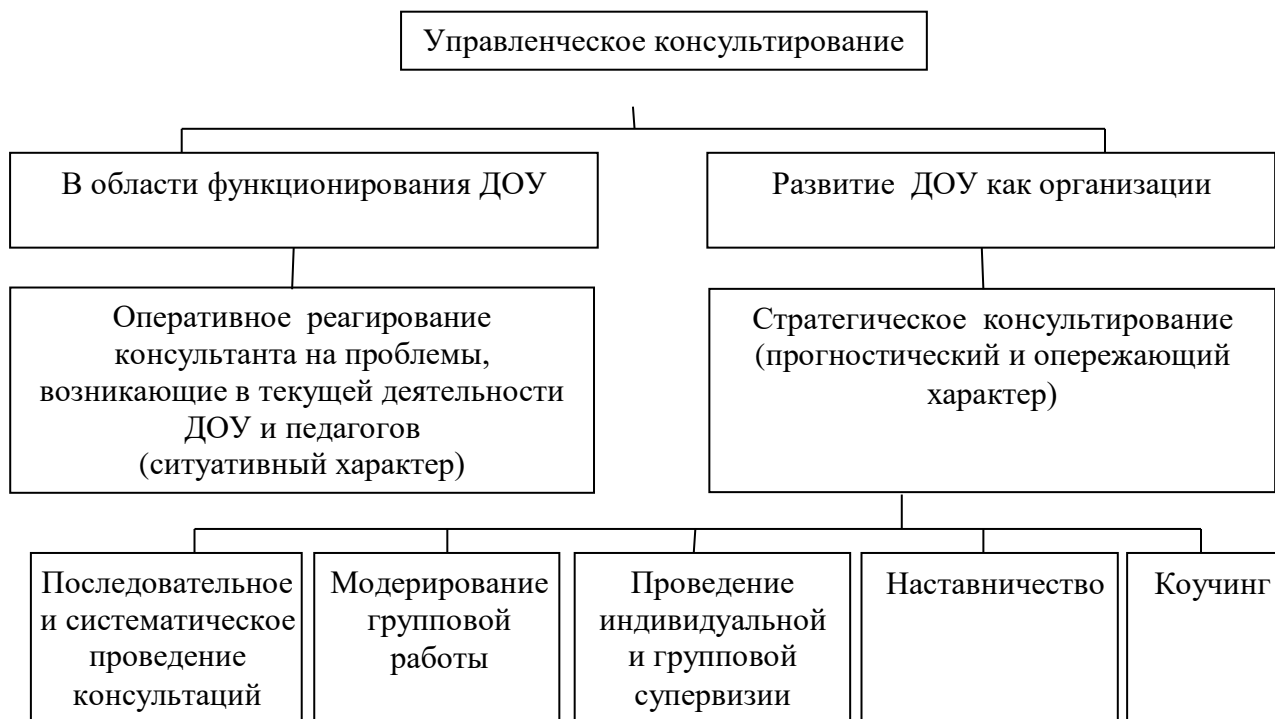 Управленческое консультирование
В области функционирования ДОУ
Развитие ДОУ как организации
Оперативное реагирование
консультанта на проблемы,
возникающие в текущей деятельности
ДОУ и педагогов
(ситуативный характер)
Стратегическое консультирование
(прогностический и опережающий
характер)
Последовательное
и систематическое
проведение
консультаций
Модерирование
групповой
работы
Проведение
индивидуальной
и групповой
супервизии
Наставничество
Коучинг